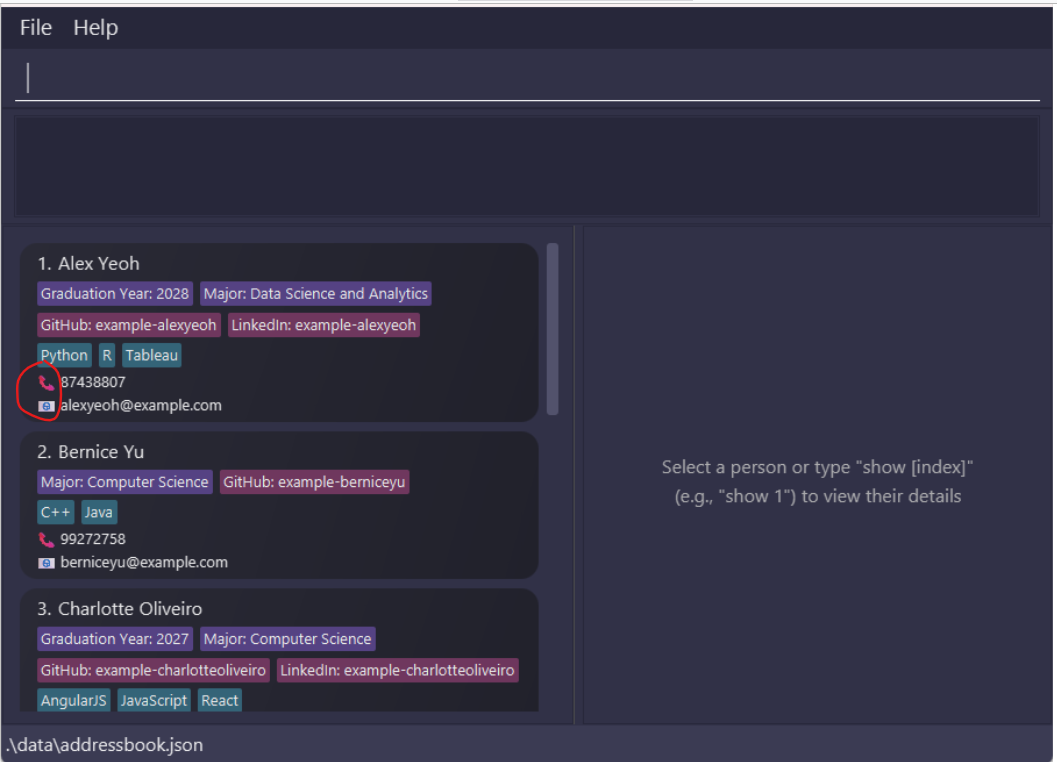 File Help
1. Alex Yeoh
Graduation Year: 2028 Major: Data Science and Analytics
GitHub: example-alexyeoh LinkedIn: example-alexyeoh
Python R Tableau
87438807
alexyeoh@example.com
2. Bernice Yu
Major: Computer Science GitHub: example-berniceyu
C++ Java
99272758
berniceyu@example.com
3. Charlotte Oliveiro
Graduation Year: 2027 Major: Computer Science
GitHub: example-charlotteoliveiro LinkedIn: example-charlotteoliveiro
AngularJS JavaScript React
Select a person or type "show [index]"
(e.g., "show 1") to view their details
.\data\addressbook.json